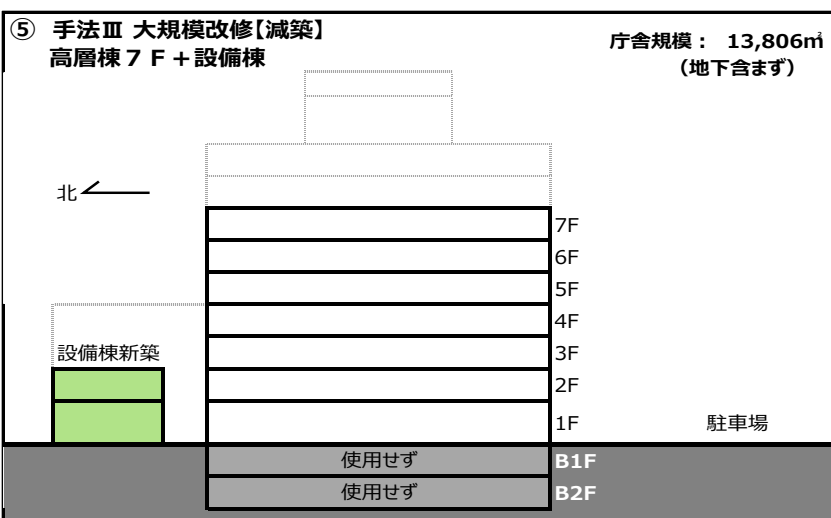 ⑤ 手法Ⅲ 大規模改修【減築】
高層棟７Ｆ＋設備棟
庁舎規模： 13,806㎡
（地下含まず）
北
7F
6F
5F
4F
設備棟新築
3F
2F
1F
駐車場
使用せず
B1F
使用せず
B2F